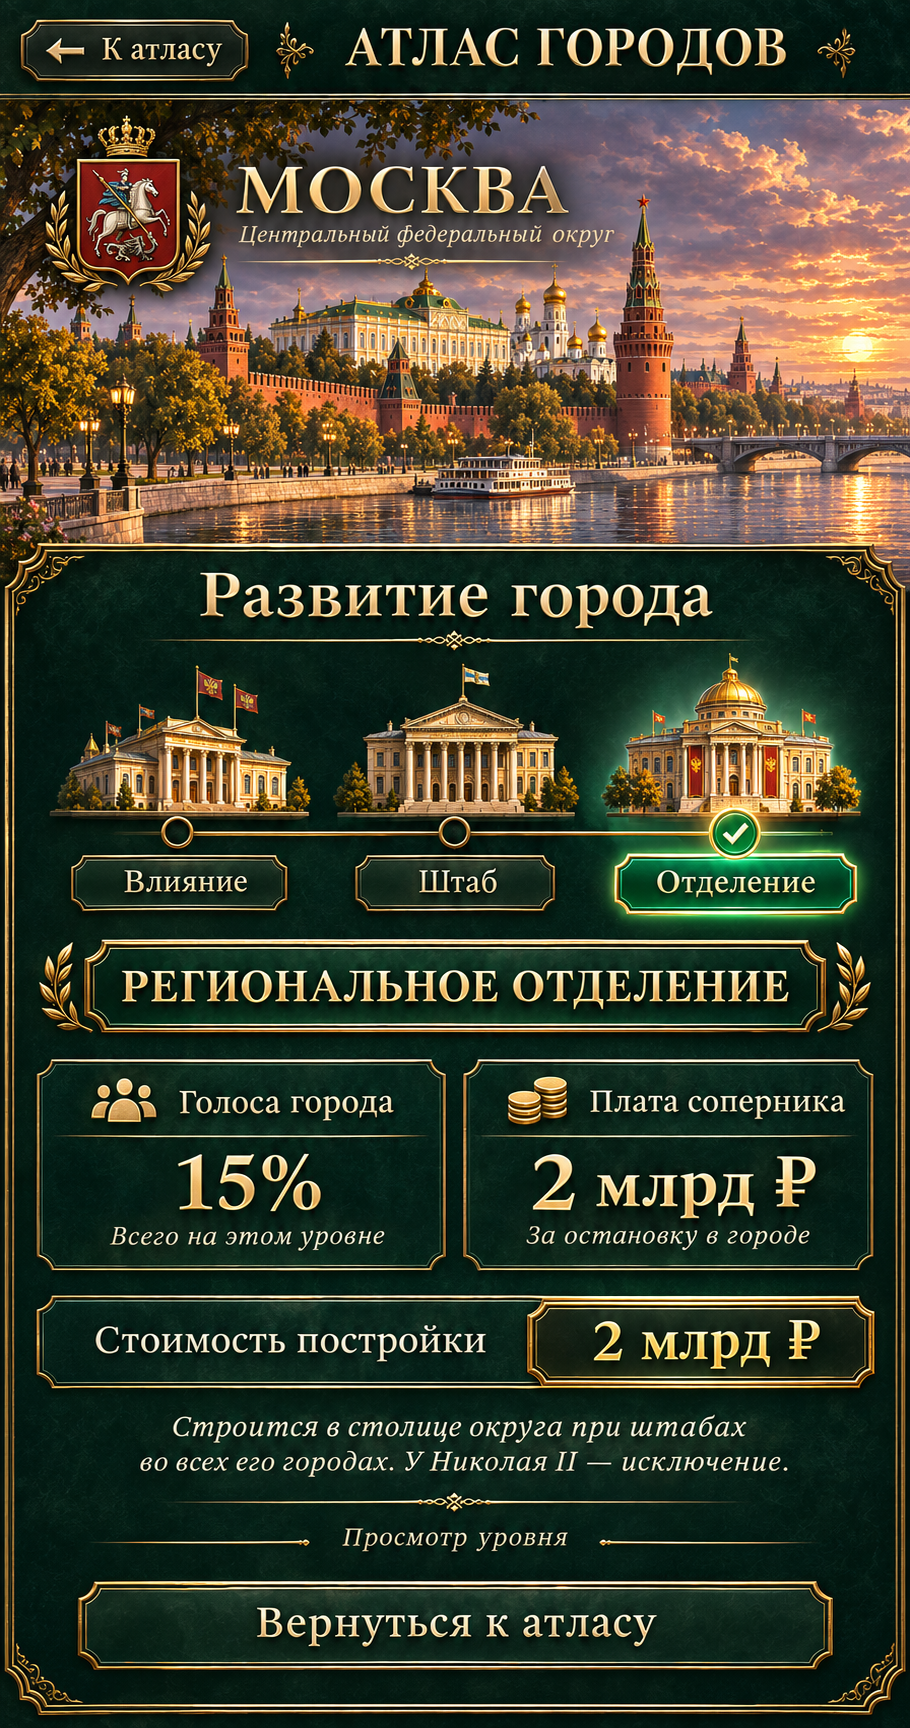 К атласу
АТЛАС ГОРОДОВ
МОСКВА
Центральный федеральный округ
Развитие города
Влияние
Штаб
Отделение
РЕГИОНАЛЬНОЕ ОТДЕЛЕНИЕ
Голоса города
15%
Всего на этом уровне
Плата соперника
2 млрд ₽
За остановку в городе
Стоимость постройки
2 млрд ₽
Строится в столице округа при штабах
во всех его городах. У Николая II — исключение.
Просмотр уровня
Вернуться к атласу